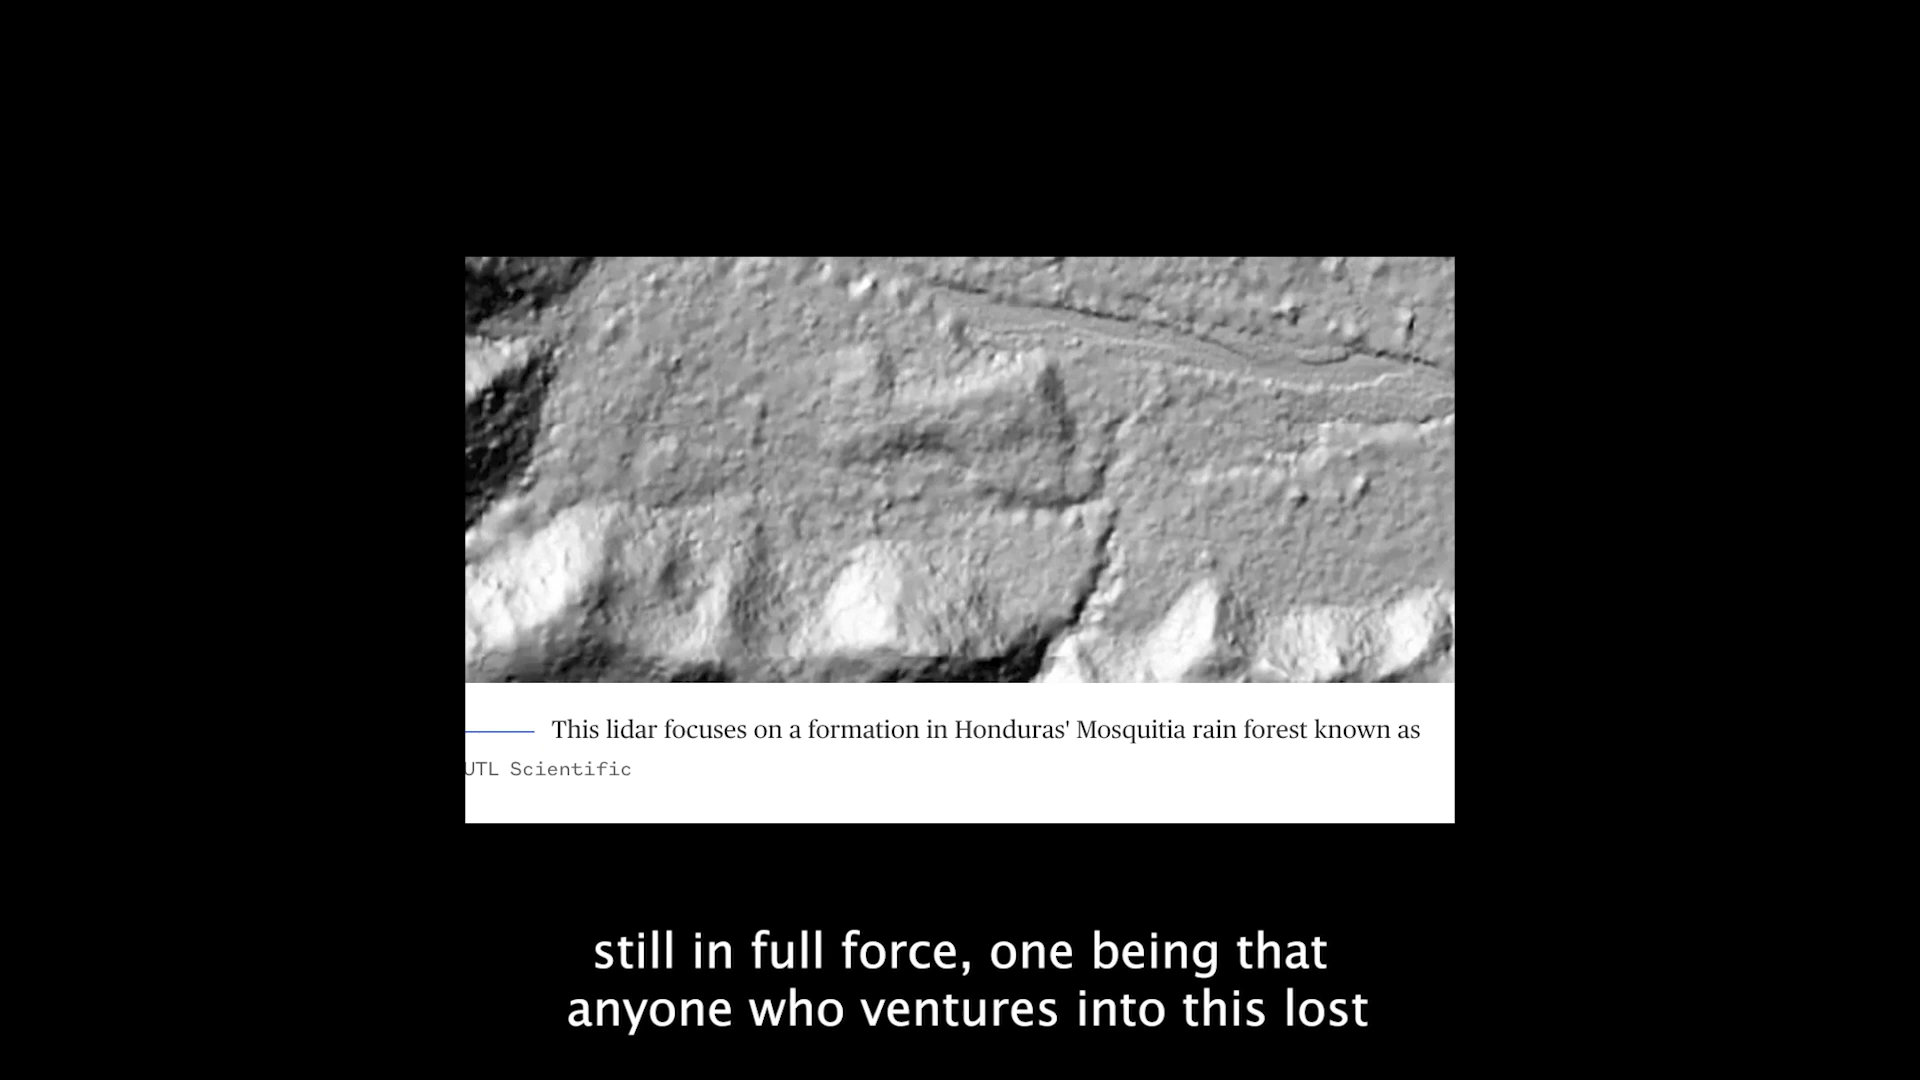 This lidar focuses on a formation in Honduras' Mosquitia rain forest known as
UTL Scientific
still in full force, one being that
anyone who ventures into this lost